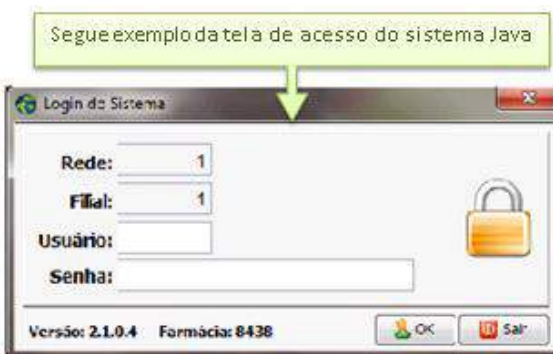 Segue exemplo da tela de acesso do sistema Java
Login do Sistema
Rede: 1
Filial: 1
Usuário:
Senha:
Versão: 2.1.0.4 Farmácia: 8438 OK Sair